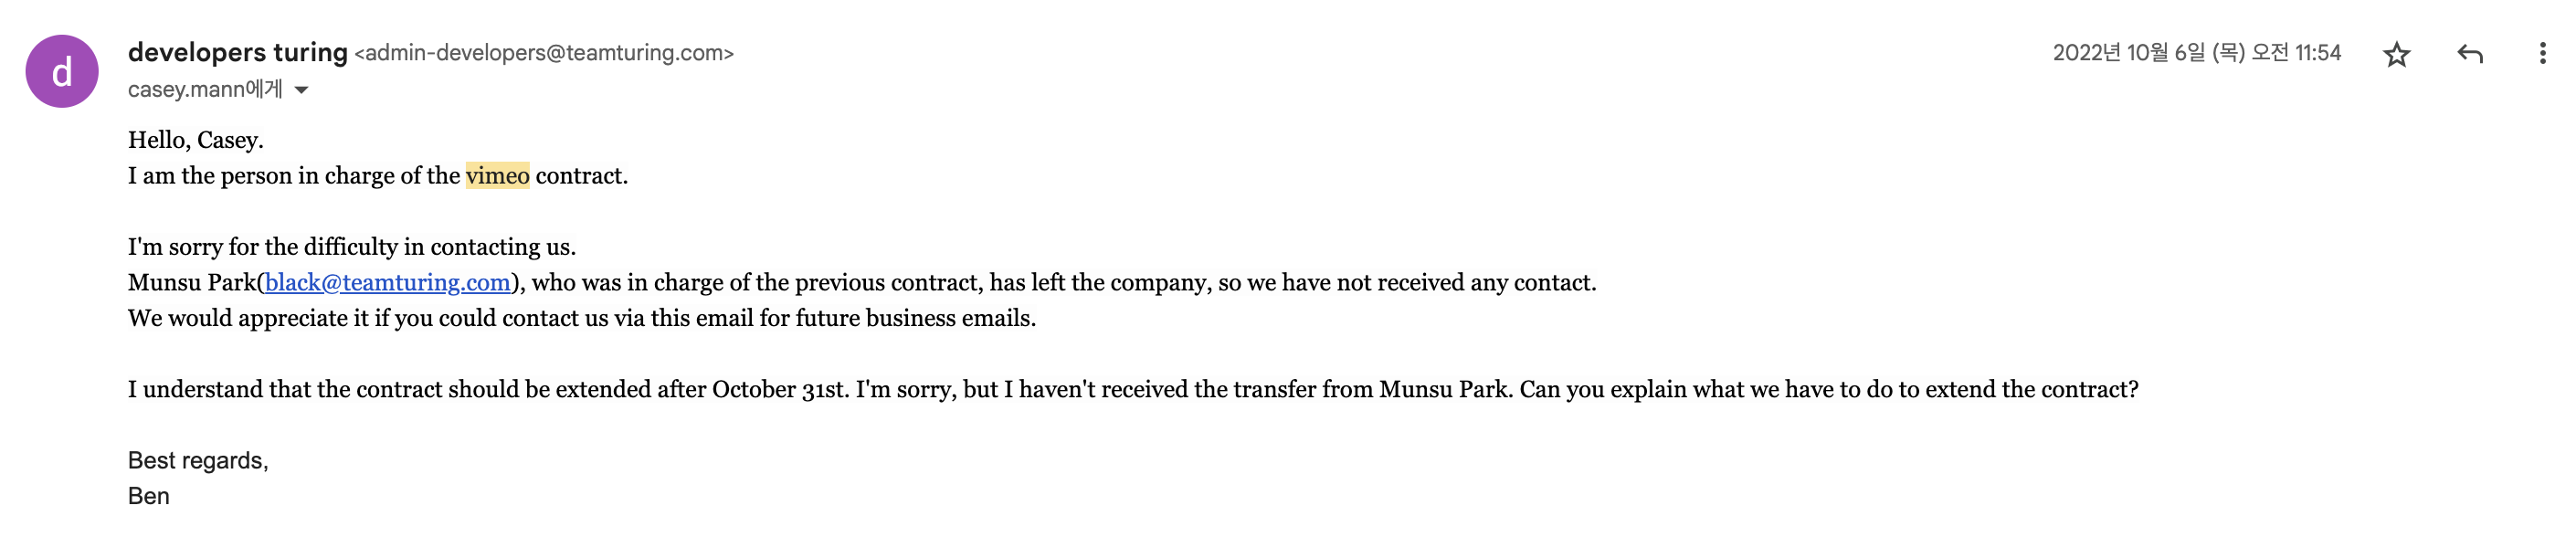 developers turing <admin-developers@teamturing.com>
2022년 10월 6일 (목) 오전 11:54
d
casey.mann에게
Hello, Casey.
I am the person in charge of the vimeo contract.
I'm sorry for the difficulty in contacting us.
Munsu Park(black@teamturing.com), who was in charge of the previous contract, has left the company, so we have not received any contact.
We would appreciate it if you could contact us via this email for future business emails.
I understand that the contract should be extended after October 31st. I'm sorry, but I haven't received the transfer from Munsu Park. Can you explain what we have to do to extend the contract?
Best regards,
Ben